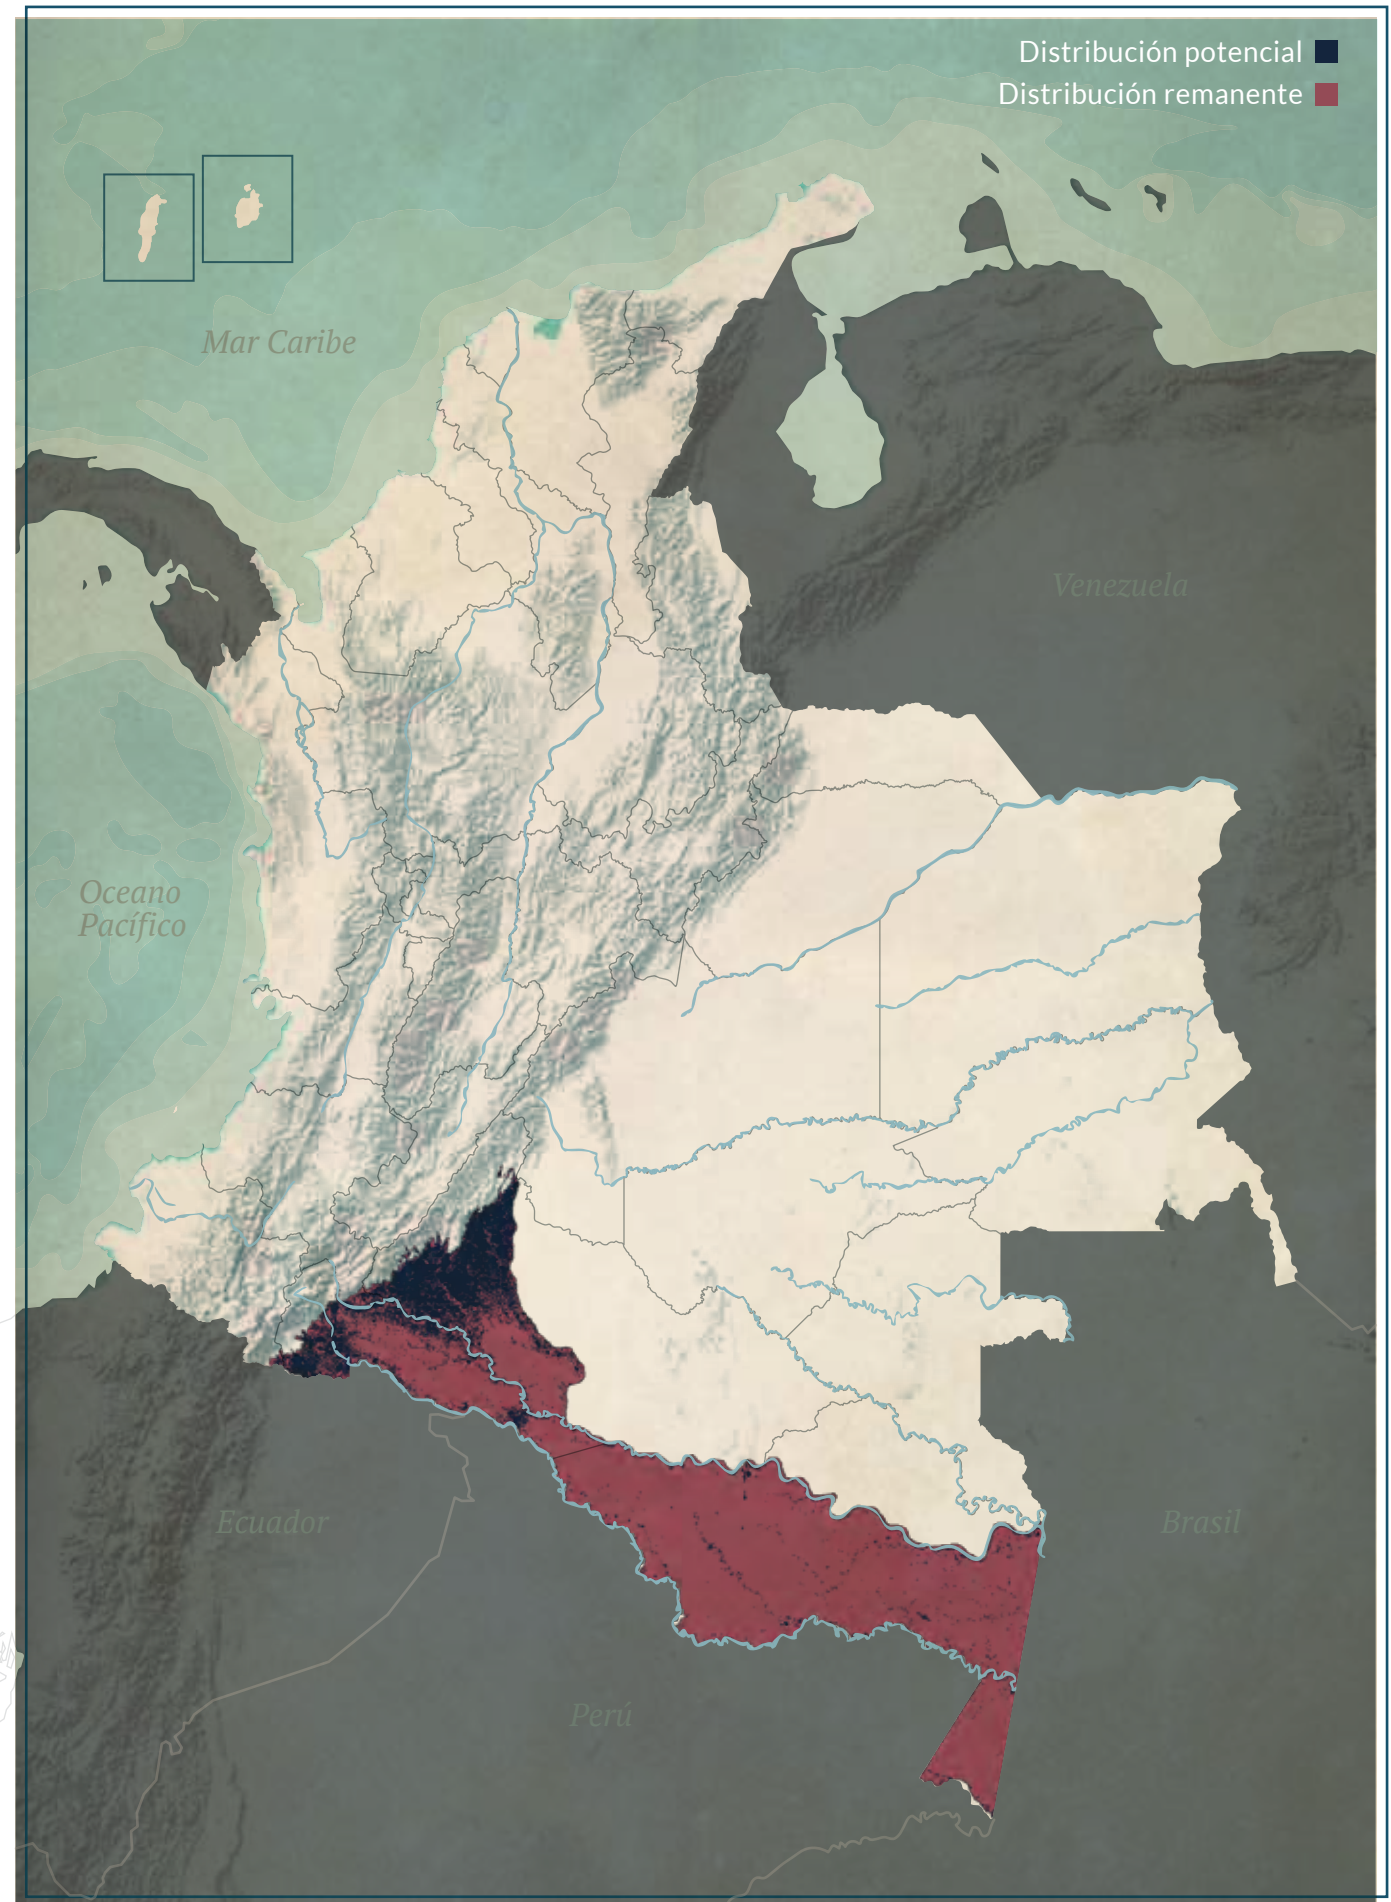 Distribución potencial
Distribución remanente
Mar Caribe
Venezuela
Oceano
Pacífico
Ecuador
Brasil
Perú